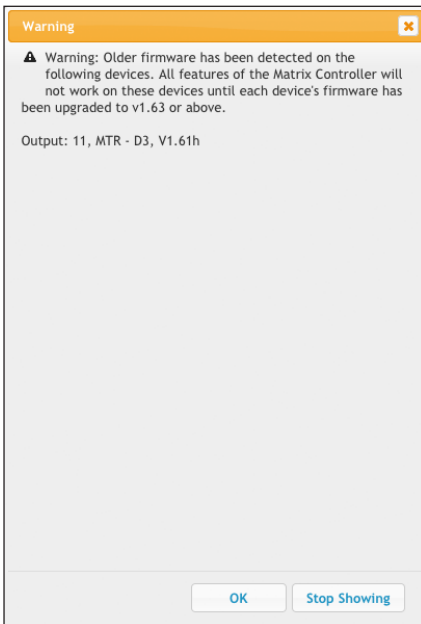 Warning
Warning: Older firmware has been detected on the
following devices. All features of the Matrix Controller will
not work on these devices until each device's firmware has
been upgraded to v1.63 or above.
Output: 11, MTR - D3, V1.61h
OK
Stop Showing